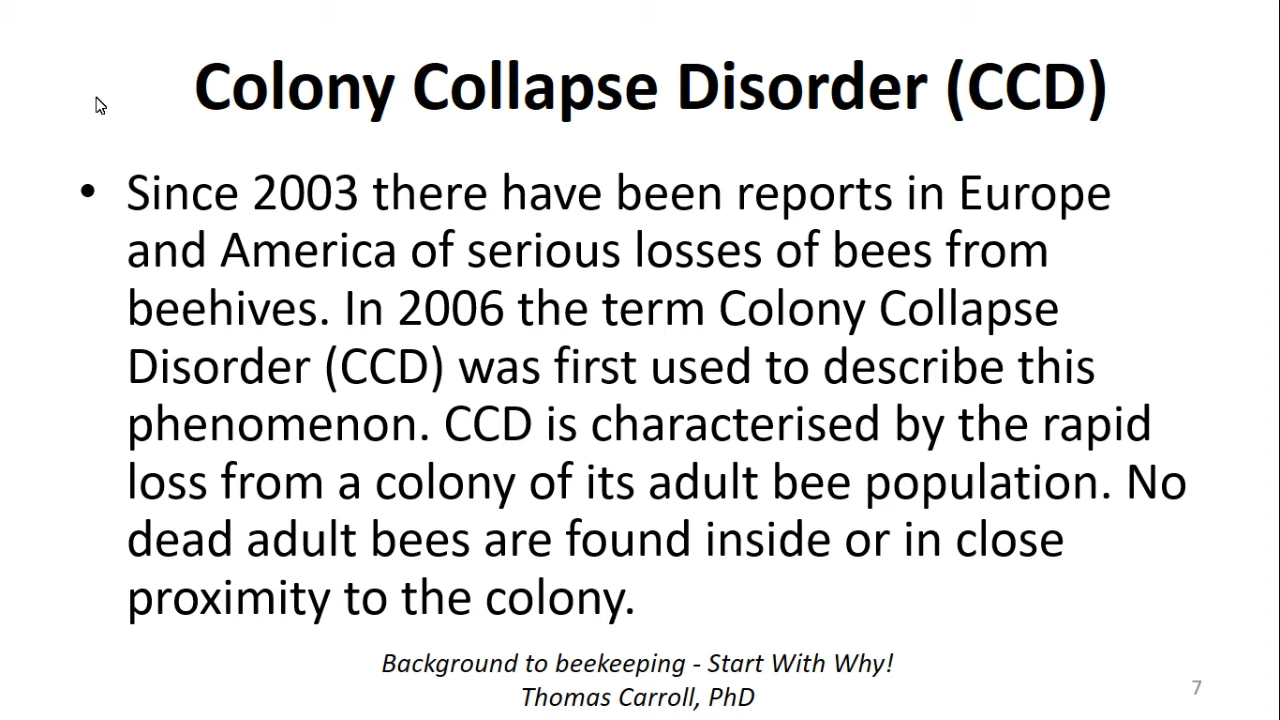 Colony Collapse Disorder (CCD)
• Since 2003 there have been reports in Europe
and America of serious losses of bees from
beehives. In 2006 the term Colony Collapse
Disorder (CCD) was first used to describe this
phenomenon. CCD is characterised by the rapid
loss from a colony of its adult bee population. No
dead adult bees are found inside or in close
proximity to the colony.
Background to beekeeping - Start With Why!
Thomas Carroll, PhD
7